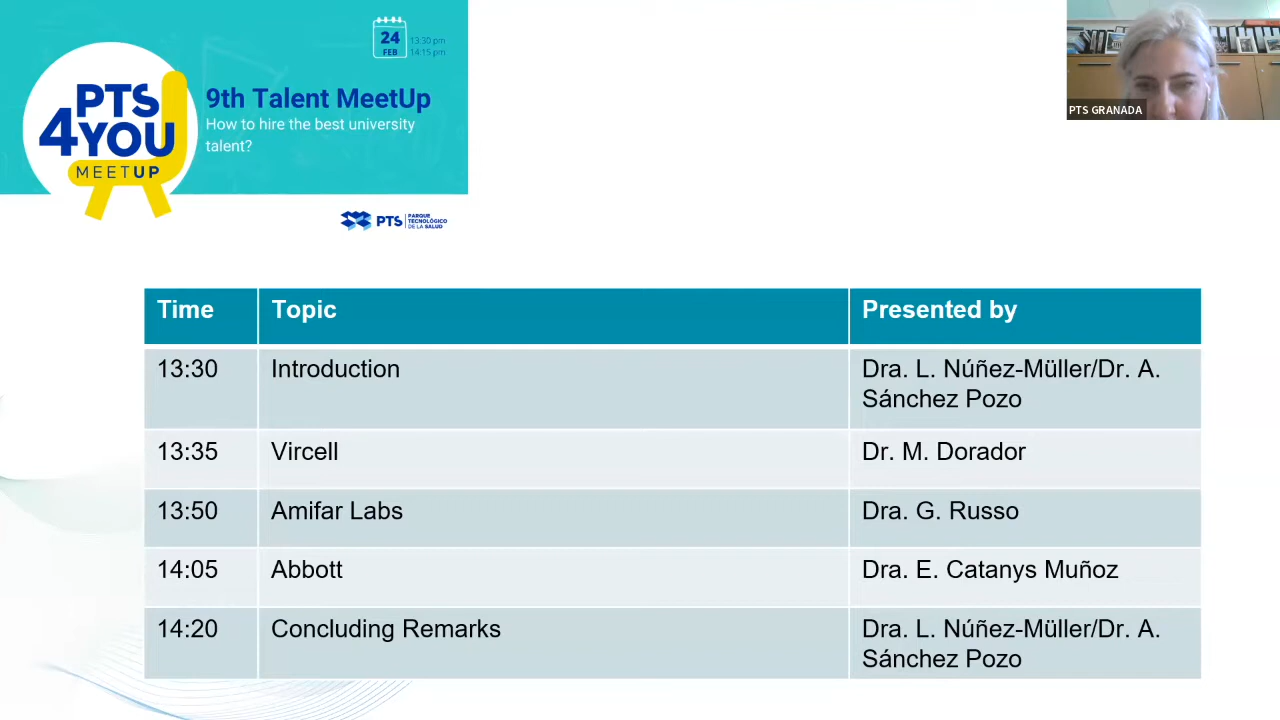 24
FEB
13:30 pm
14:15 pm
PTS
4YOU
MEETUP
9th Talent MeetUp
How to hire the best university
talent?
PTS PARQUE
TECNOLÓGICO
DE LA SALUD
PTS GRANADA
Time Topic Presented by
13:30 Introduction Dra. L. Núñez-Müller/Dr. A.
Sánchez Pozo
13:35 Vircell Dr. M. Dorador
13:50 Amifar Labs Dra. G. Russo
14:05 Abbott Dra. E. Catanys Muñoz
14:20 Concluding Remarks Dra. L. Núñez-Müller/Dr. A.
Sánchez Pozo